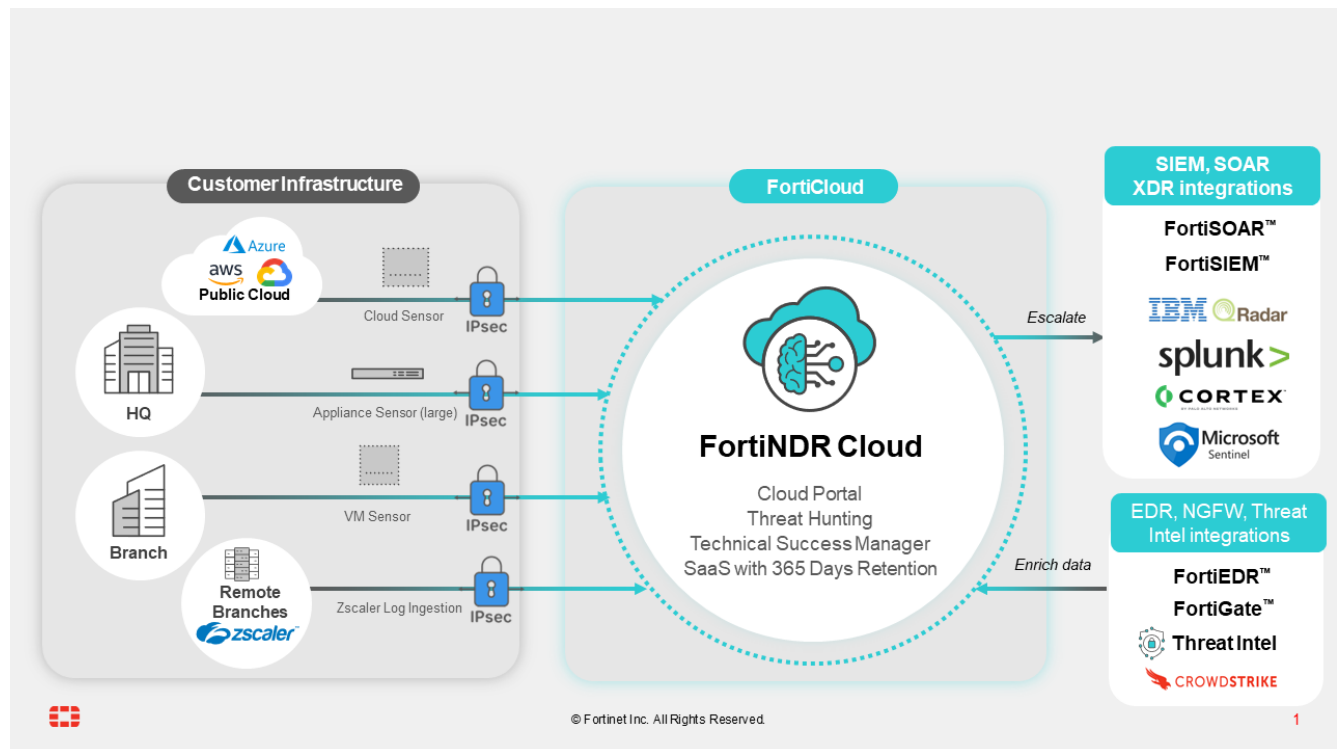 Customer Infrastructure
Azure
aws
Public Cloud
Cloud Sensor
IPsec
HQ
Appliance Sensor (large)
IPsec
Branch
VM Sensor
IPsec
Remote
Branches
zscaler™
Zscaler Log Ingestion
IPsec
FortiCloud
FortiNDR Cloud
Cloud Portal
Threat Hunting
Technical Success Manager
SaaS with 365 Days Retention
Escalate
Enrich data
SIEM, SOAR
XDR integrations
FortiSOAR™
FortiSIEM™
IBM QRadar
splunk>
CORTEX
BY PALO ALTO NETWORKS
Microsoft
Sentinel
EDR, NGFW, Threat
Intel integrations
FortiEDR™
FortiGate™
Threat Intel
CROWDSTRIKE
© Fortinet Inc. All Rights Reserved.
1